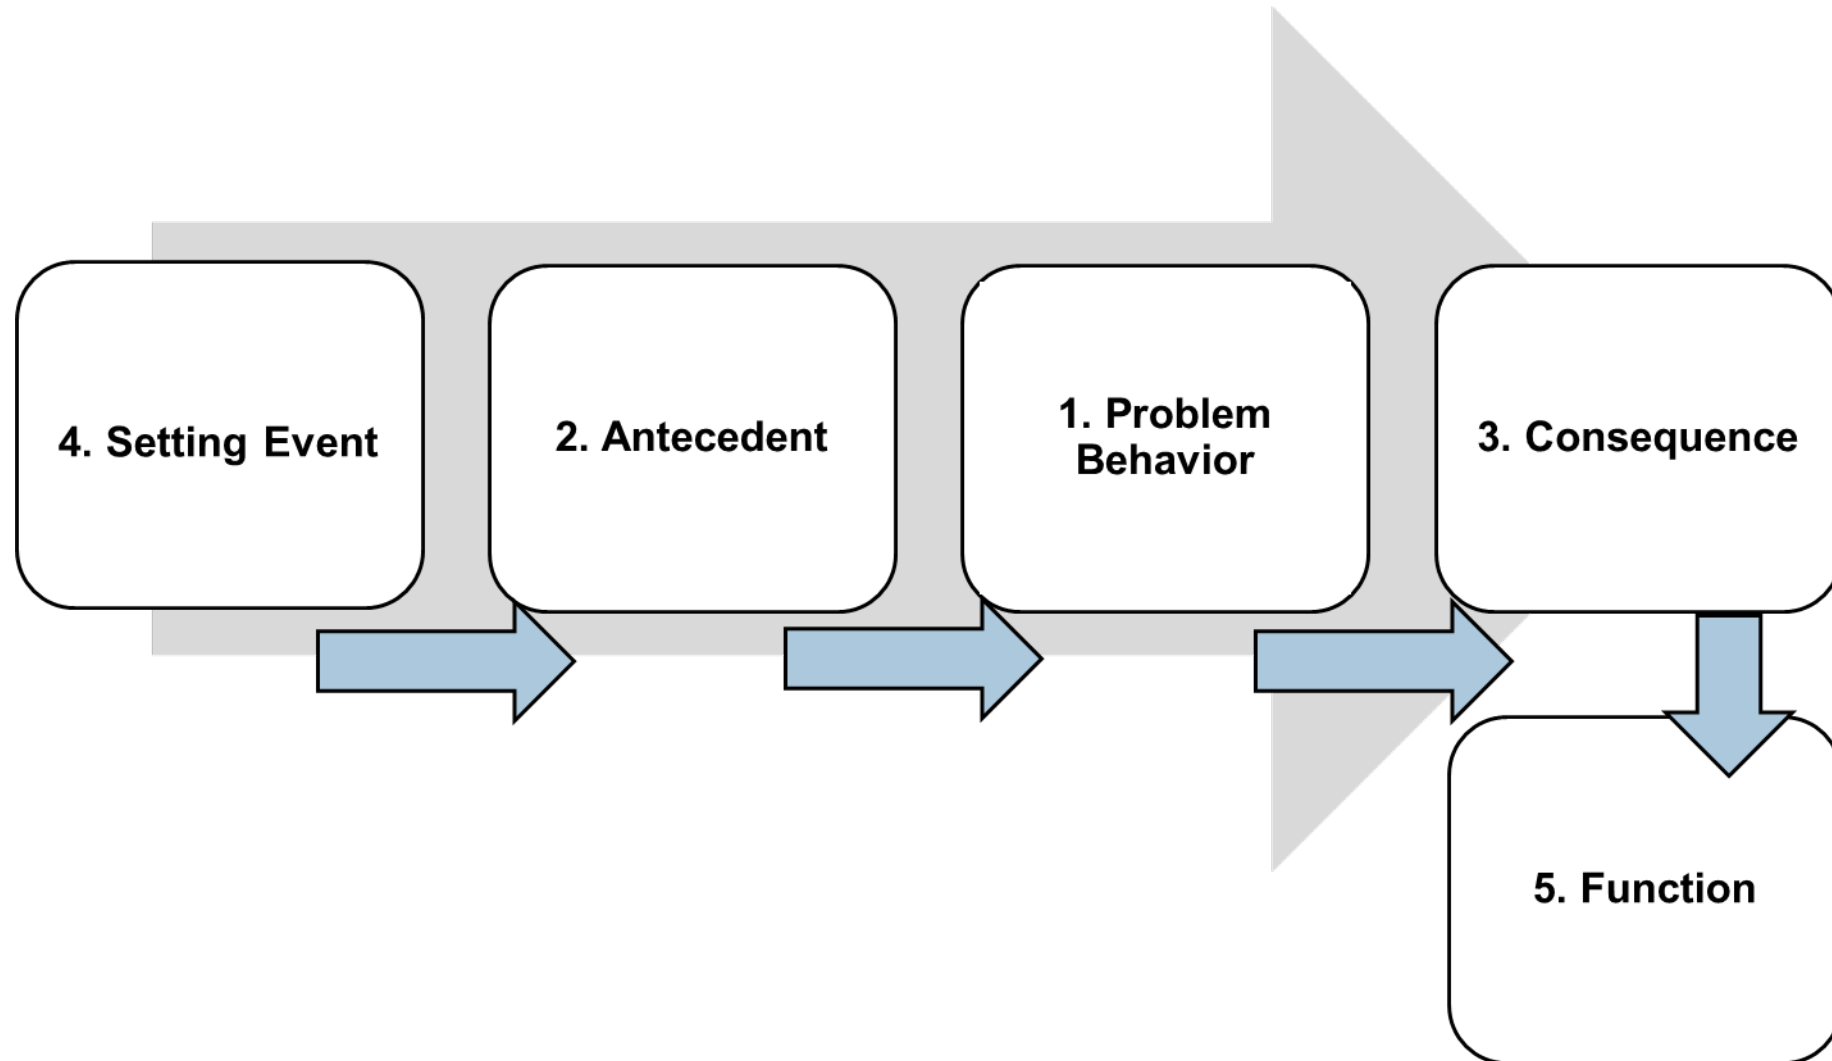 4. Setting Event
2. Antecedent
1. Problem
Behavior
3. Consequence
5. Function